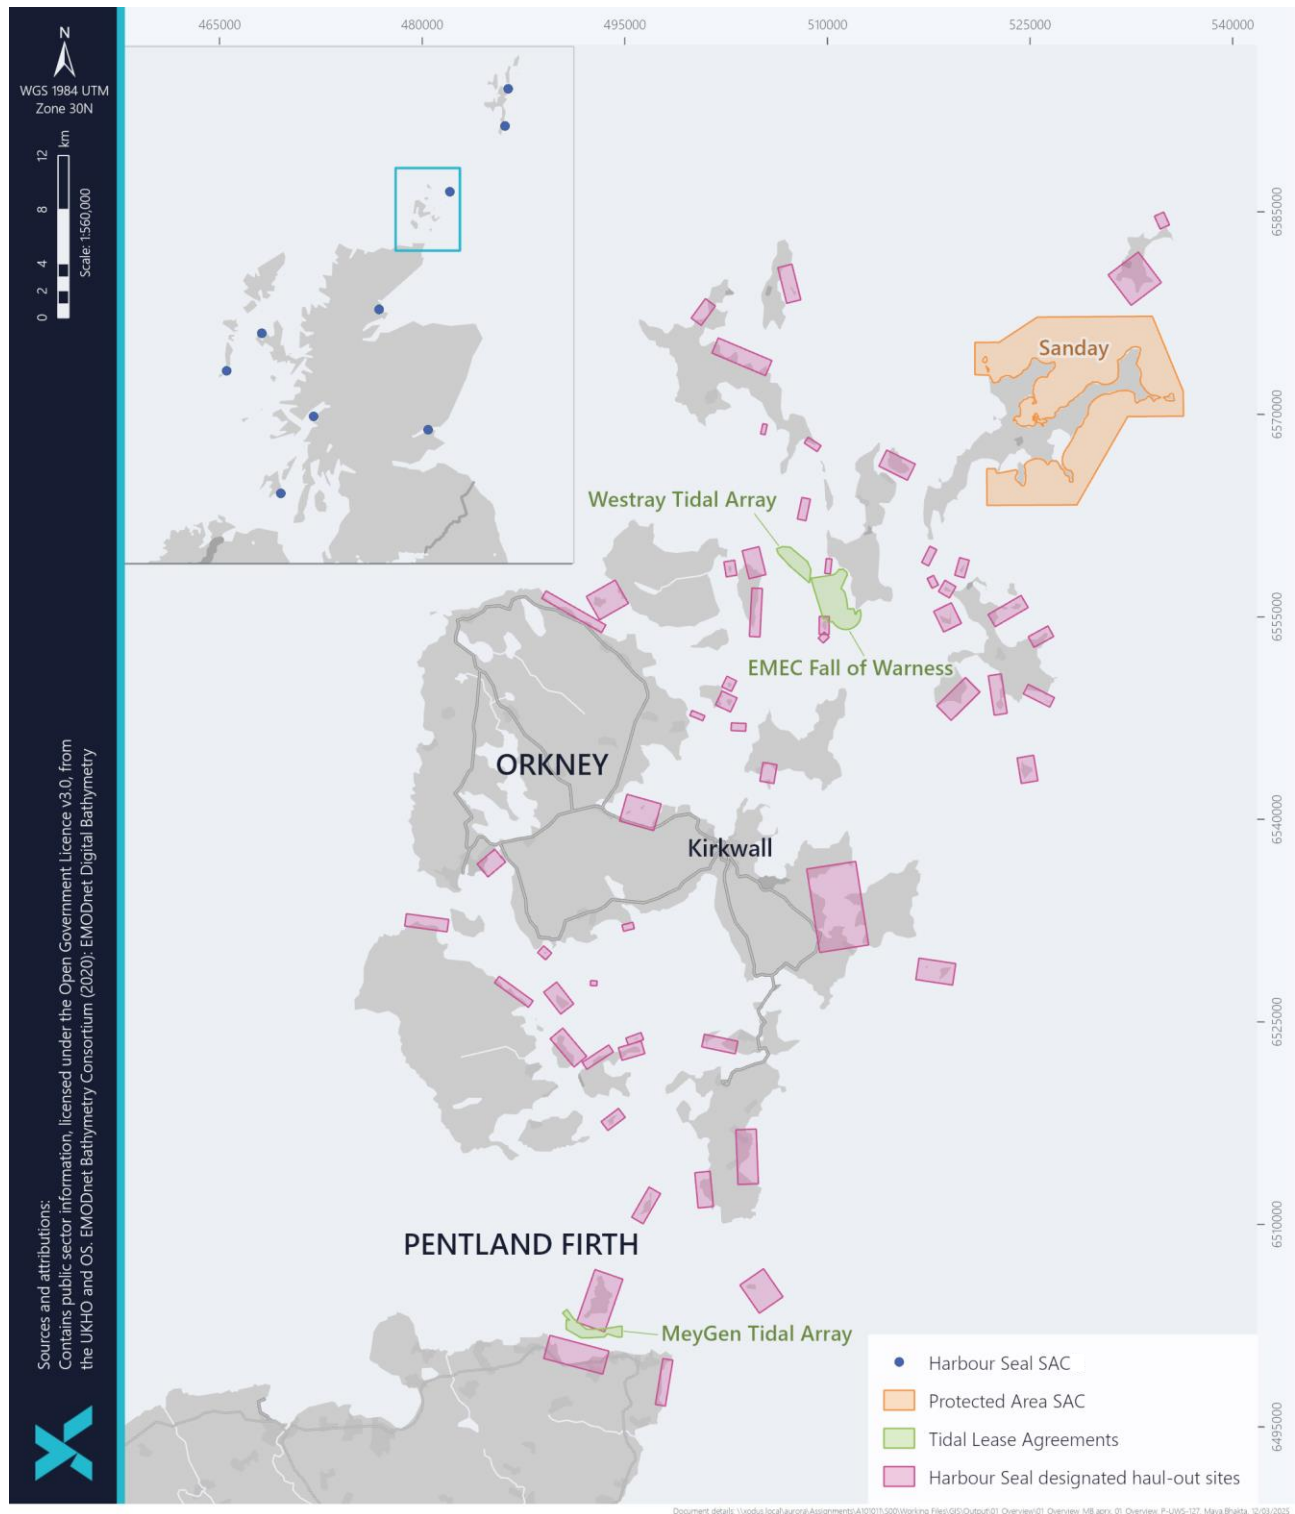 465000
480000
495000
510000
525000
540000
N
WGS 1984 UTM
Zone 30N
km
0 2 4 8 12
Scale: 1:560,000
6585000
6570000
6555000
6540000
6525000
6510000
6495000
Sanday
Westray Tidal Array
EMEC Fall of Warness
ORKNEY
Kirkwall
PENTLAND FIRTH
MeyGen Tidal Array
Harbour Seal SAC
Protected Area SAC
Tidal Lease Agreements
Harbour Seal designated haul-out sites
Sources and attributions:
Contains public sector information, licensed under the Open Government Licence v3.0, from
the UKHO and OS. EMODnet Bathymetry Consortium (2020): EMODnet Digital Bathymetry